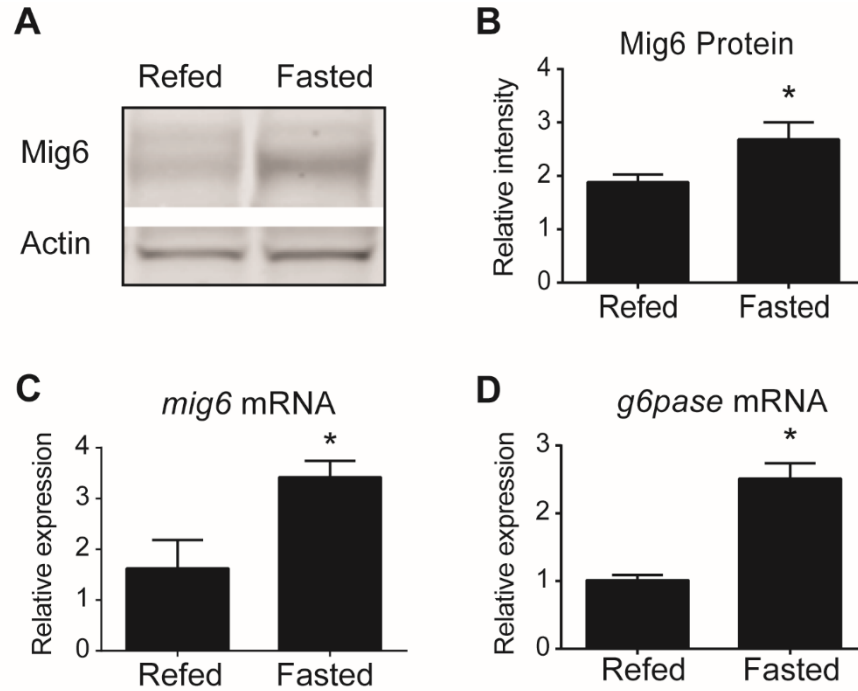 A
Refed Fasted
Mig6
Actin
B
Mig6 Protein
Relative intensity
4
3
2
1
0
*
Refed Fasted
C
mig6 mRNA
Relative expression
4
3
2
1
0
*
Refed Fasted
D
g6pase mRNA
Relative expression
3
2
1
0
*
Refed Fasted